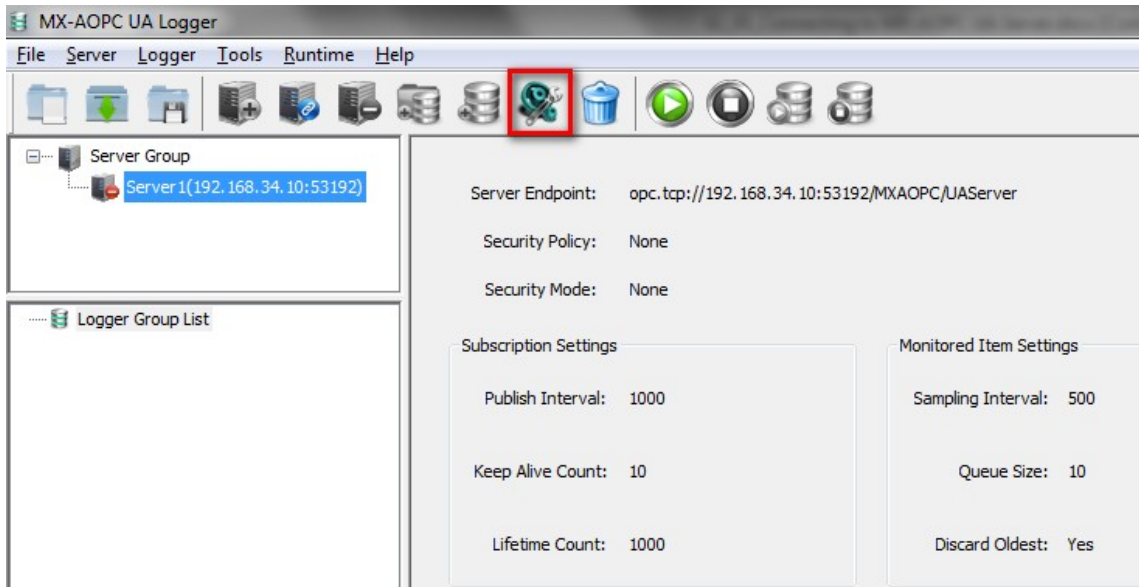 MX-AOPC UA Logger
File Server Logger Tools Runtime Help
Server Group
Server1(192.168.34.10:53192)
Logger Group List
Server Endpoint: opc.tcp://192.168.34.10:53192/MXAOPC/UAServer
Security Policy: None
Security Mode: None
Subscription Settings
Publish Interval: 1000
Keep Alive Count: 10
Lifetime Count: 1000
Monitored Item Settings
Sampling Interval: 500
Queue Size: 10
Discard Oldest: Yes